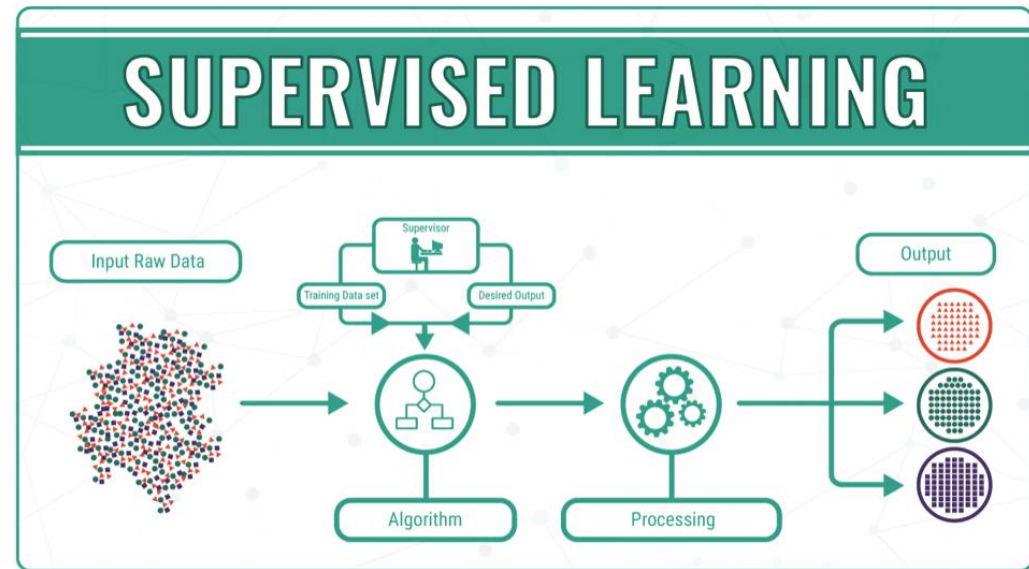 SUPERVISED LEARNING
Input Raw Data
Supervisor
Training Data set
Desired Output
Algorithm
Processing
Output